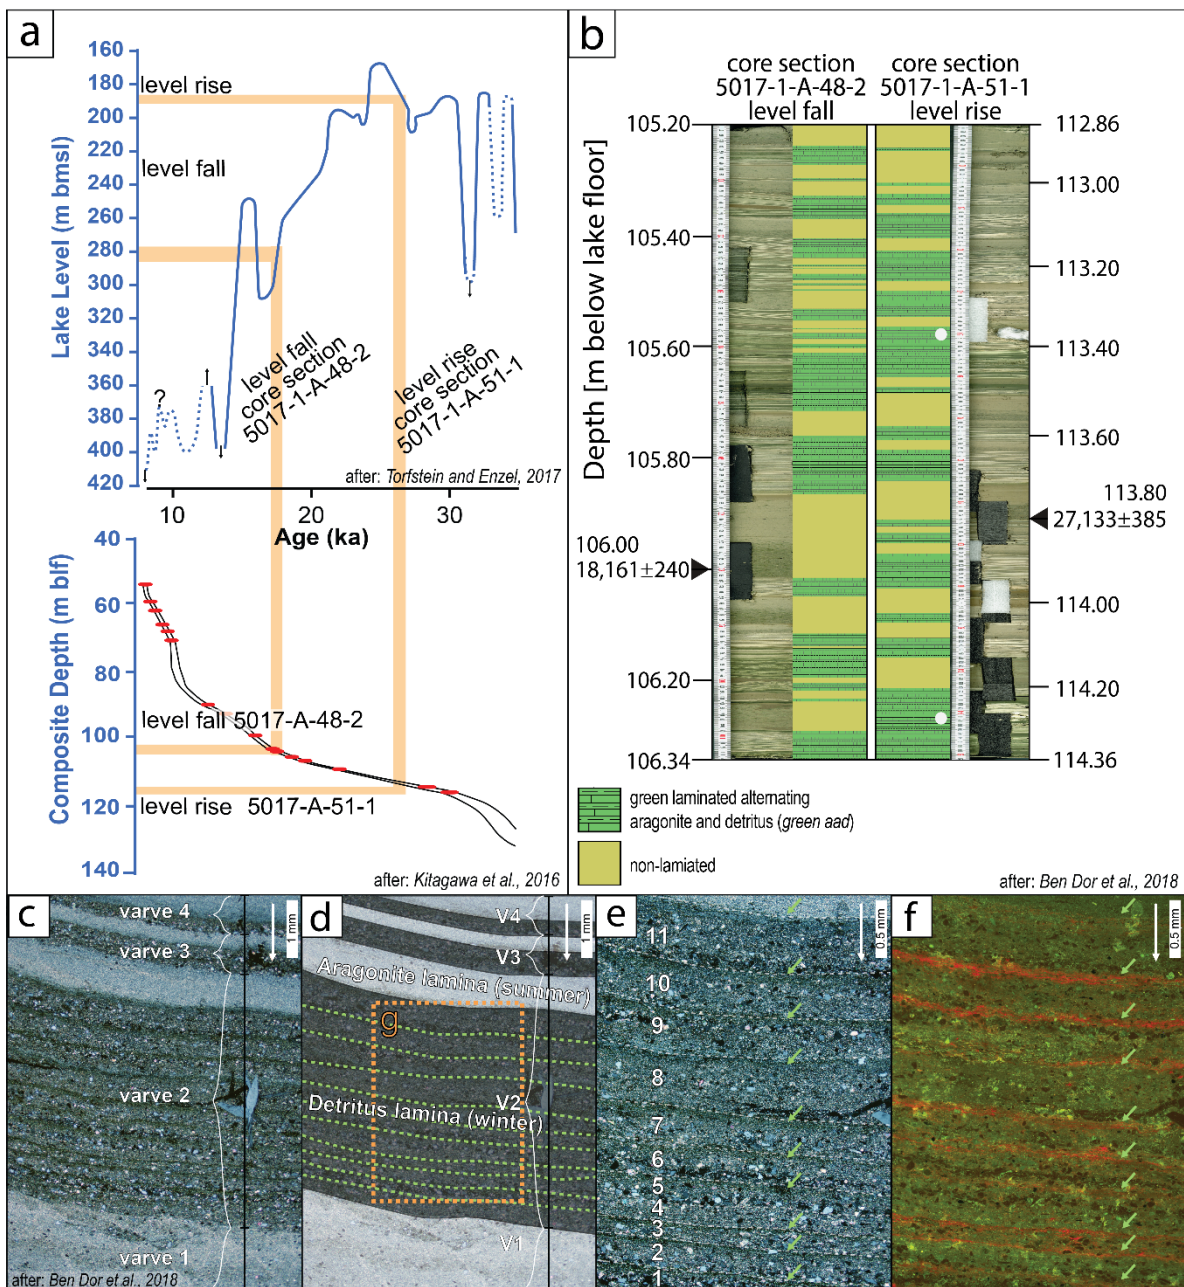 a
160
180
200
220
240
260
280
300
320
340
360
380
400
420
Lake Level (m bmsl)
level rise
level fall
level fall
core section
5017-1-A-48-2
level rise
core section
5017-1-A-51-1
?
after: Torfstein and Enzel, 2017
10
20
30
Age (ka)
40
60
80
100
120
140
Composite Depth (m blf)
level fall 5017-A-48-2
level rise 5017-A-51-1
after: Kitagawa et al., 2016
b
core section
5017-1-A-48-2
level fall
core section
5017-1-A-51-1
level rise
Depth [m below lake floor]
105.20
105.40
105.60
105.80
106.00
18,161±240
106.20
106.34
112.86
113.00
113.20
113.40
113.60
113.80
27,133±385
114.00
114.20
114.36
green laminated alternating
aragonite and detritus (green aad)
non-lamiated
after: Ben Dor et al., 2018
c
varve 4
varve 3
varve 2
varve 1
1 mm
after: Ben Dor et al., 2018
d
V4
V3
Aragonite lamina (summer)
g
V2
Detritus lamina (winter)
V1
1 mm
e
11
10
9
8
7
6
5
4
3
2
1
0.5 mm
f
0.5 mm